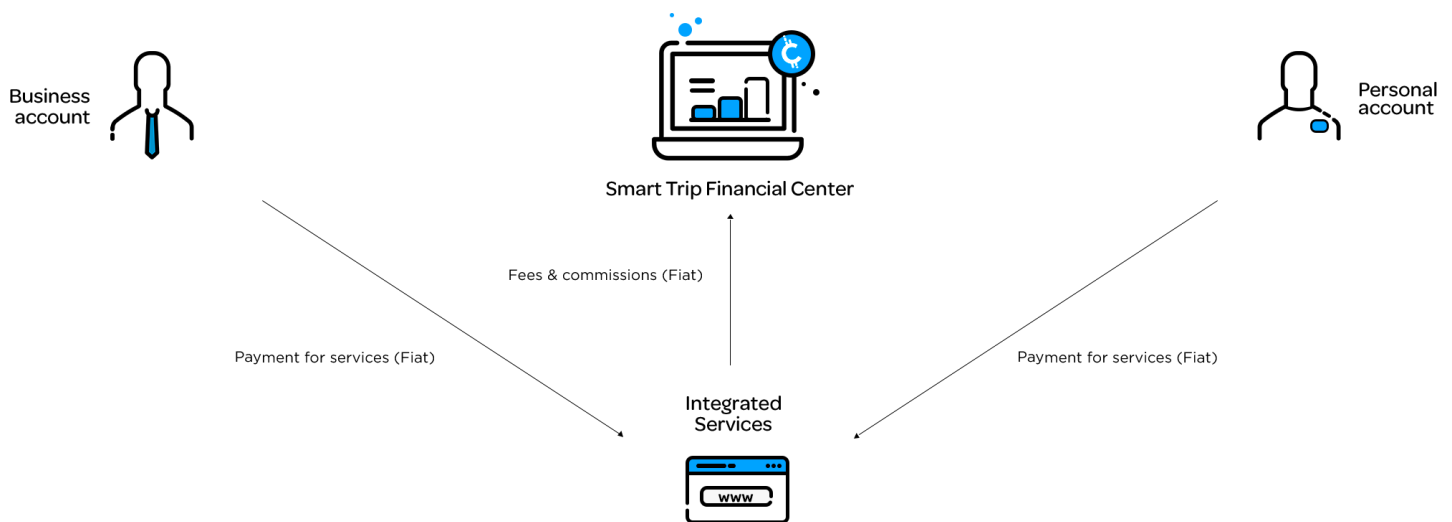 Business
account
Personal
account
Smart Trip Financial Center
Fees & commissions (Fiat)
Payment for services (Fiat)
Payment for services (Fiat)
Integrated
Services
www